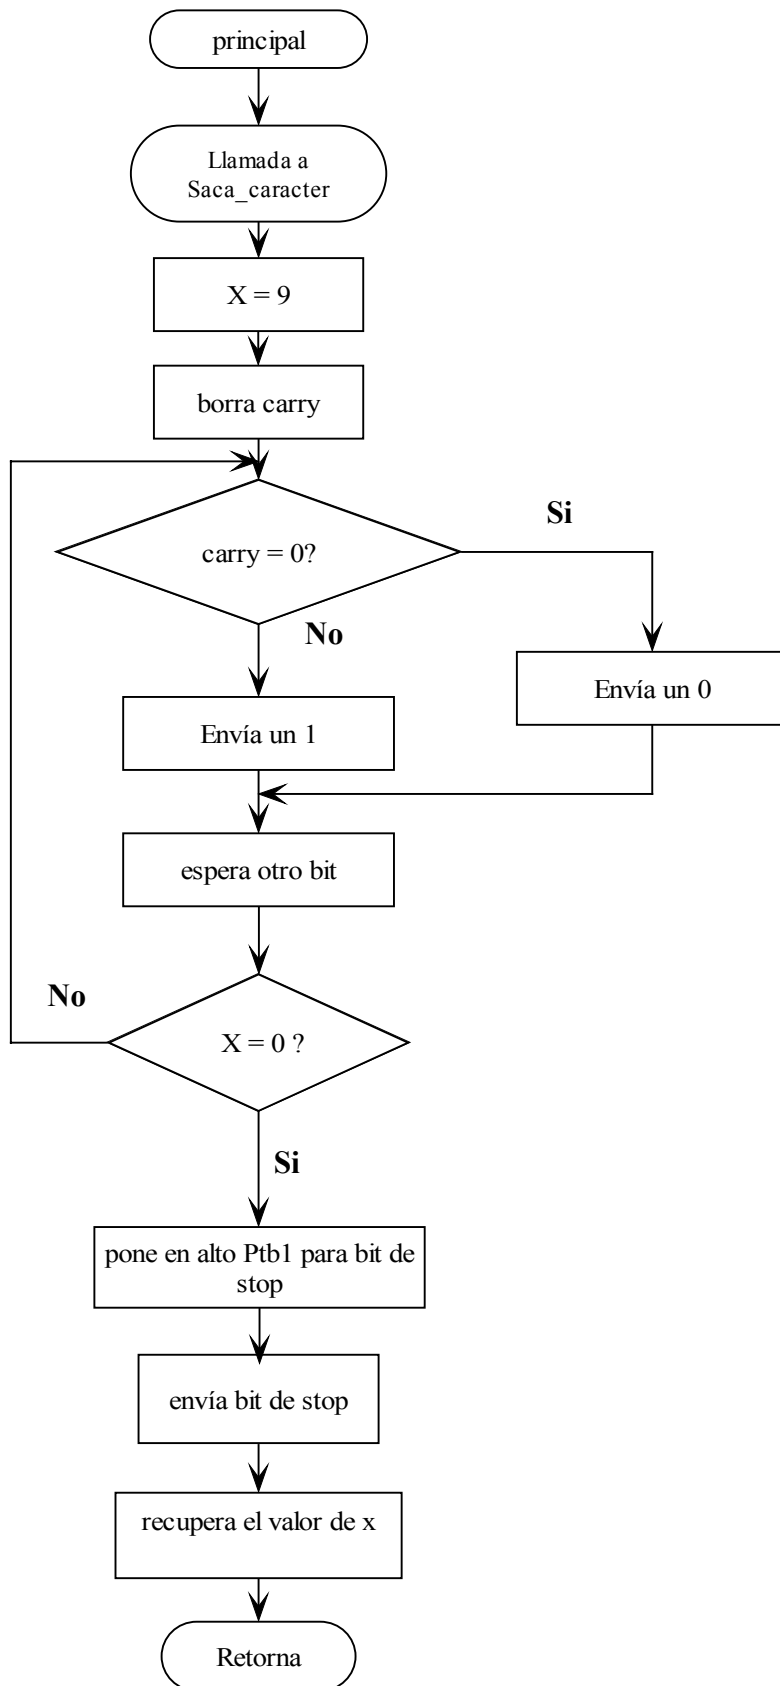 principal
Llamada a
Saca_caracter
X = 9
borra carry
carry = 0?
Si
No
Envía un 0
Envía un 1
espera otro bit
No
X = 0 ?
Si
pone en alto Ptb1 para bit de
stop
envía bit de stop
recupera el valor de x
Retorna